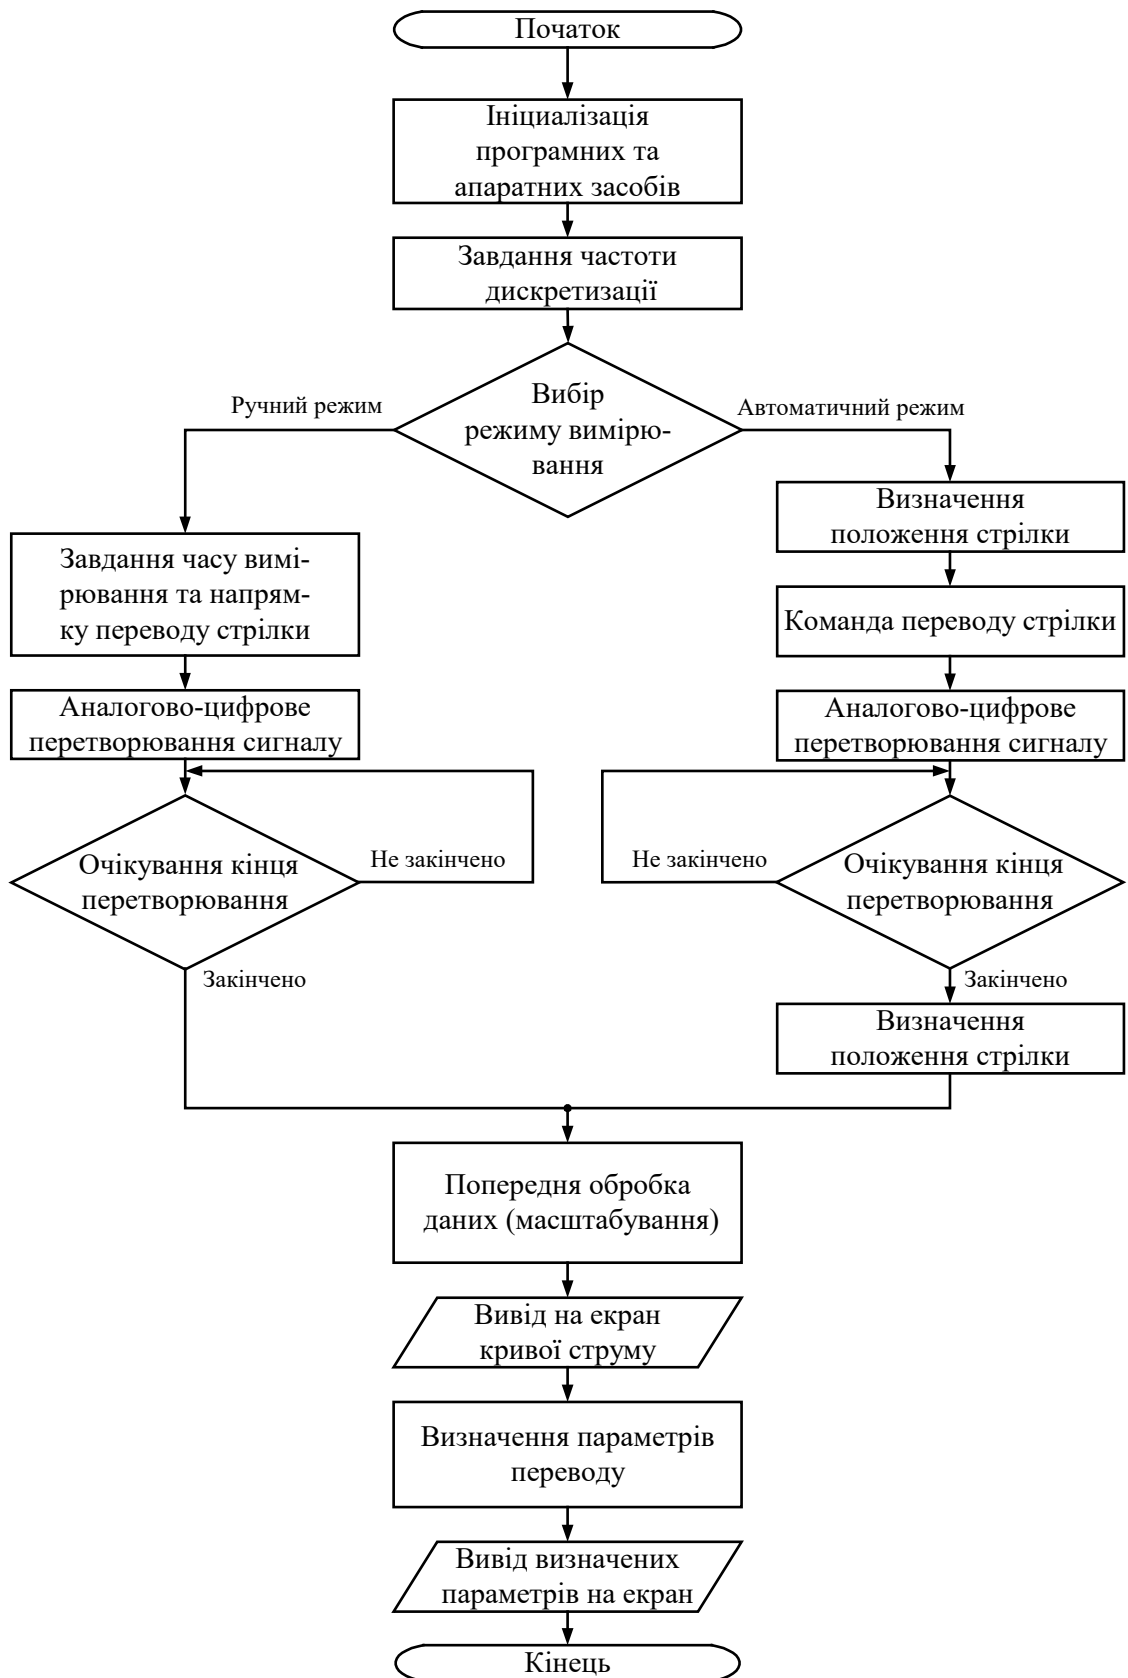 Початок
Ініциалізація
програмних та
апаратних засобів
Завдання частоти
дискретизації
Вибір
режиму вимірю-
вання
Ручний режим
Автоматичний режим
Завдання часу вимі-
рювання та напрям-
ку переводу стрілки
Аналогово-цифрове
перетворювання сигналу
Очікування кінця
перетворювання
Не закінчено
Закінчено
Визначення
положення стрілки
Команда переводу стрілки
Аналогово-цифрове
перетворювання сигналу
Не закінчено
Очікування кінця
перетворювання
Закінчено
Визначення
положення стрілки
Попередня обробка
даних (масштабування)
Вивід на екран
кривої струму
Визначення параметрів
переводу
Вивід визначених
параметрів на екран
Кінець